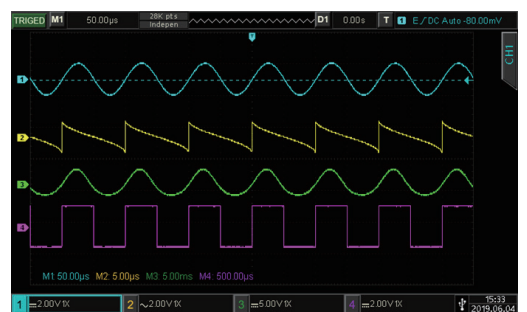 TRIGED M1 50.00μs 28K pts Indepen D1 0.00s T 1 E/DC Auto -80.00mV
CH1
1
2
3
4
M1:50.00μs M2: 5.00μs M3: 5.00ms M4: 500.00μs
1 2.00V 1X 2 2.00V 1X 3 5.00V 1X 4 2.00V 1X 15:33
2019.06.04